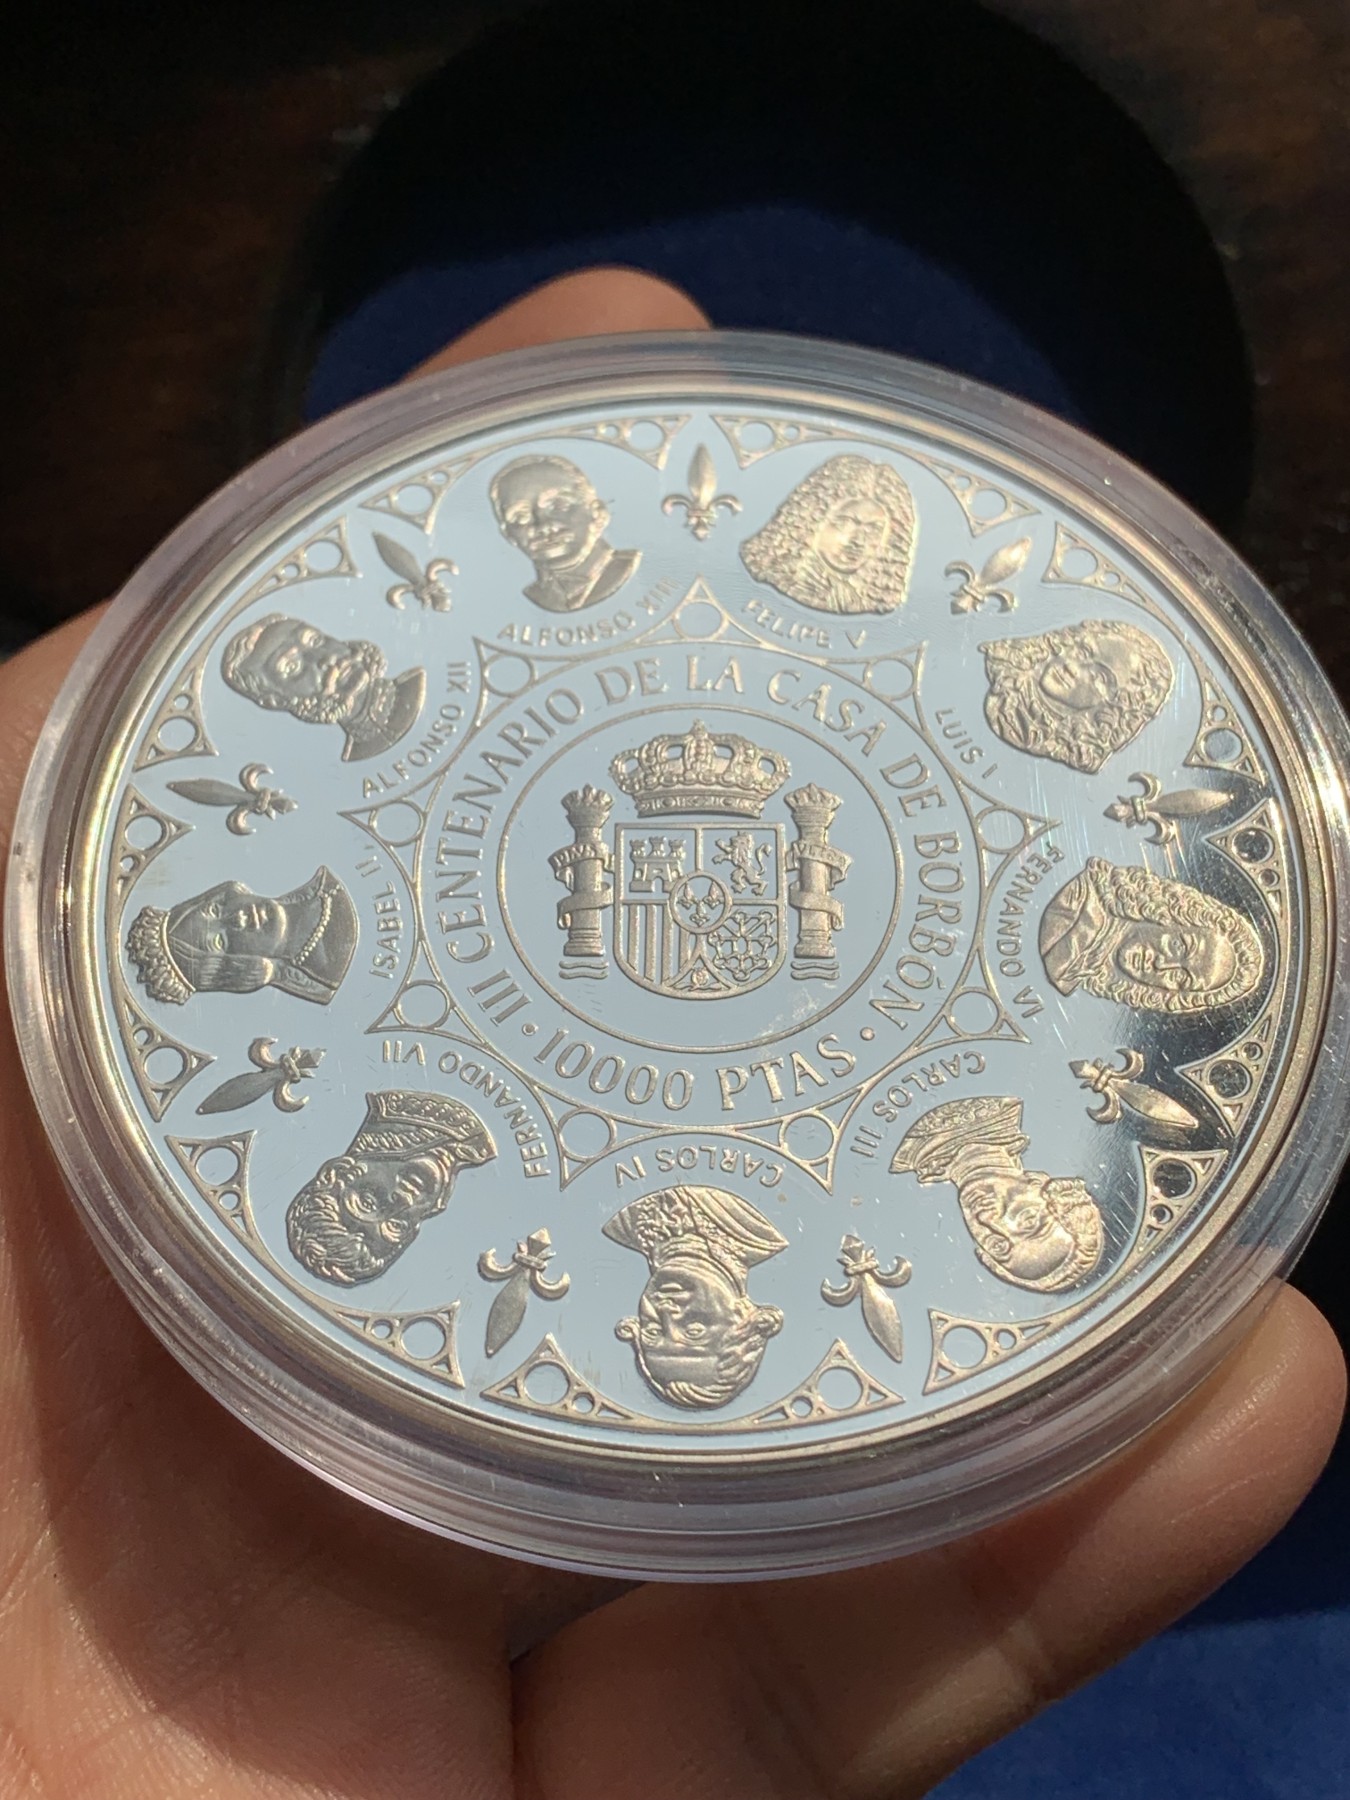 III CENTENARIO DE LA CASA DE BORBÓN
· 10000 PTAS ·
FELIPE V
LUIS I
FERNANDO VI
CARLOS III
CARLOS IV
FERNANDO VII
ISABEL II
ALFONSO XII
ALFONSO XIII